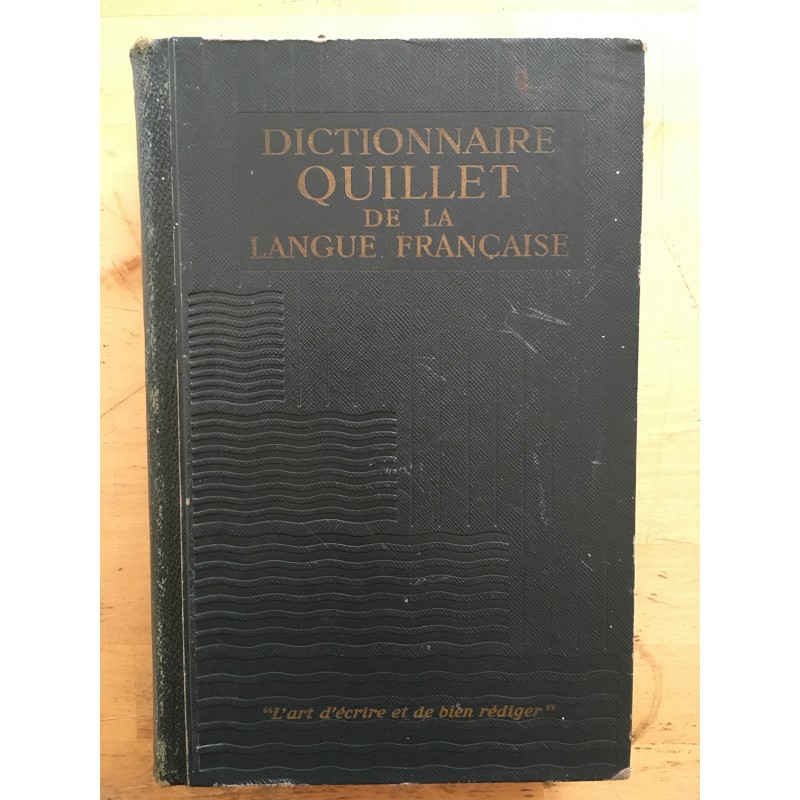 DICTIONNAIRE
QUILLET
DE LA
LANGUE FRANÇAISE
"L'art d'écrire et de bien rédiger"